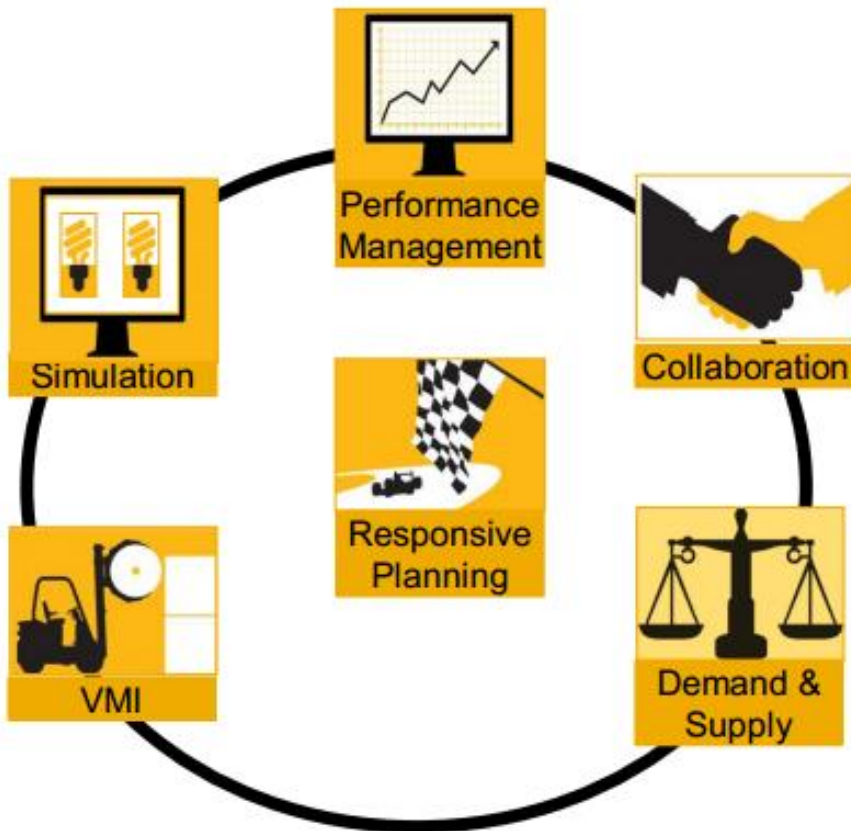 Performance
Management
Simulation
Collaboration
Responsive
Planning
VMI
Demand &
Supply